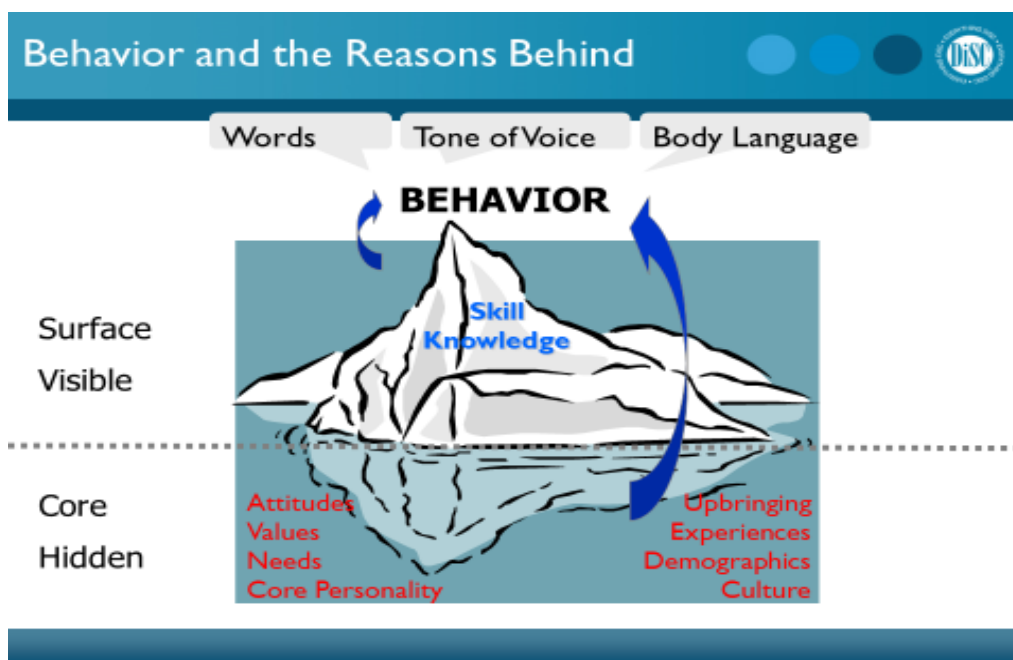 Behavior and the Reasons Behind
DiSC
Words
Tone of Voice
Body Language
BEHAVIOR
Skill
Knowledge
Surface
Visible
Core
Hidden
Attitudes
Values
Needs
Core Personality
Upbringing
Experiences
Demographics
Culture